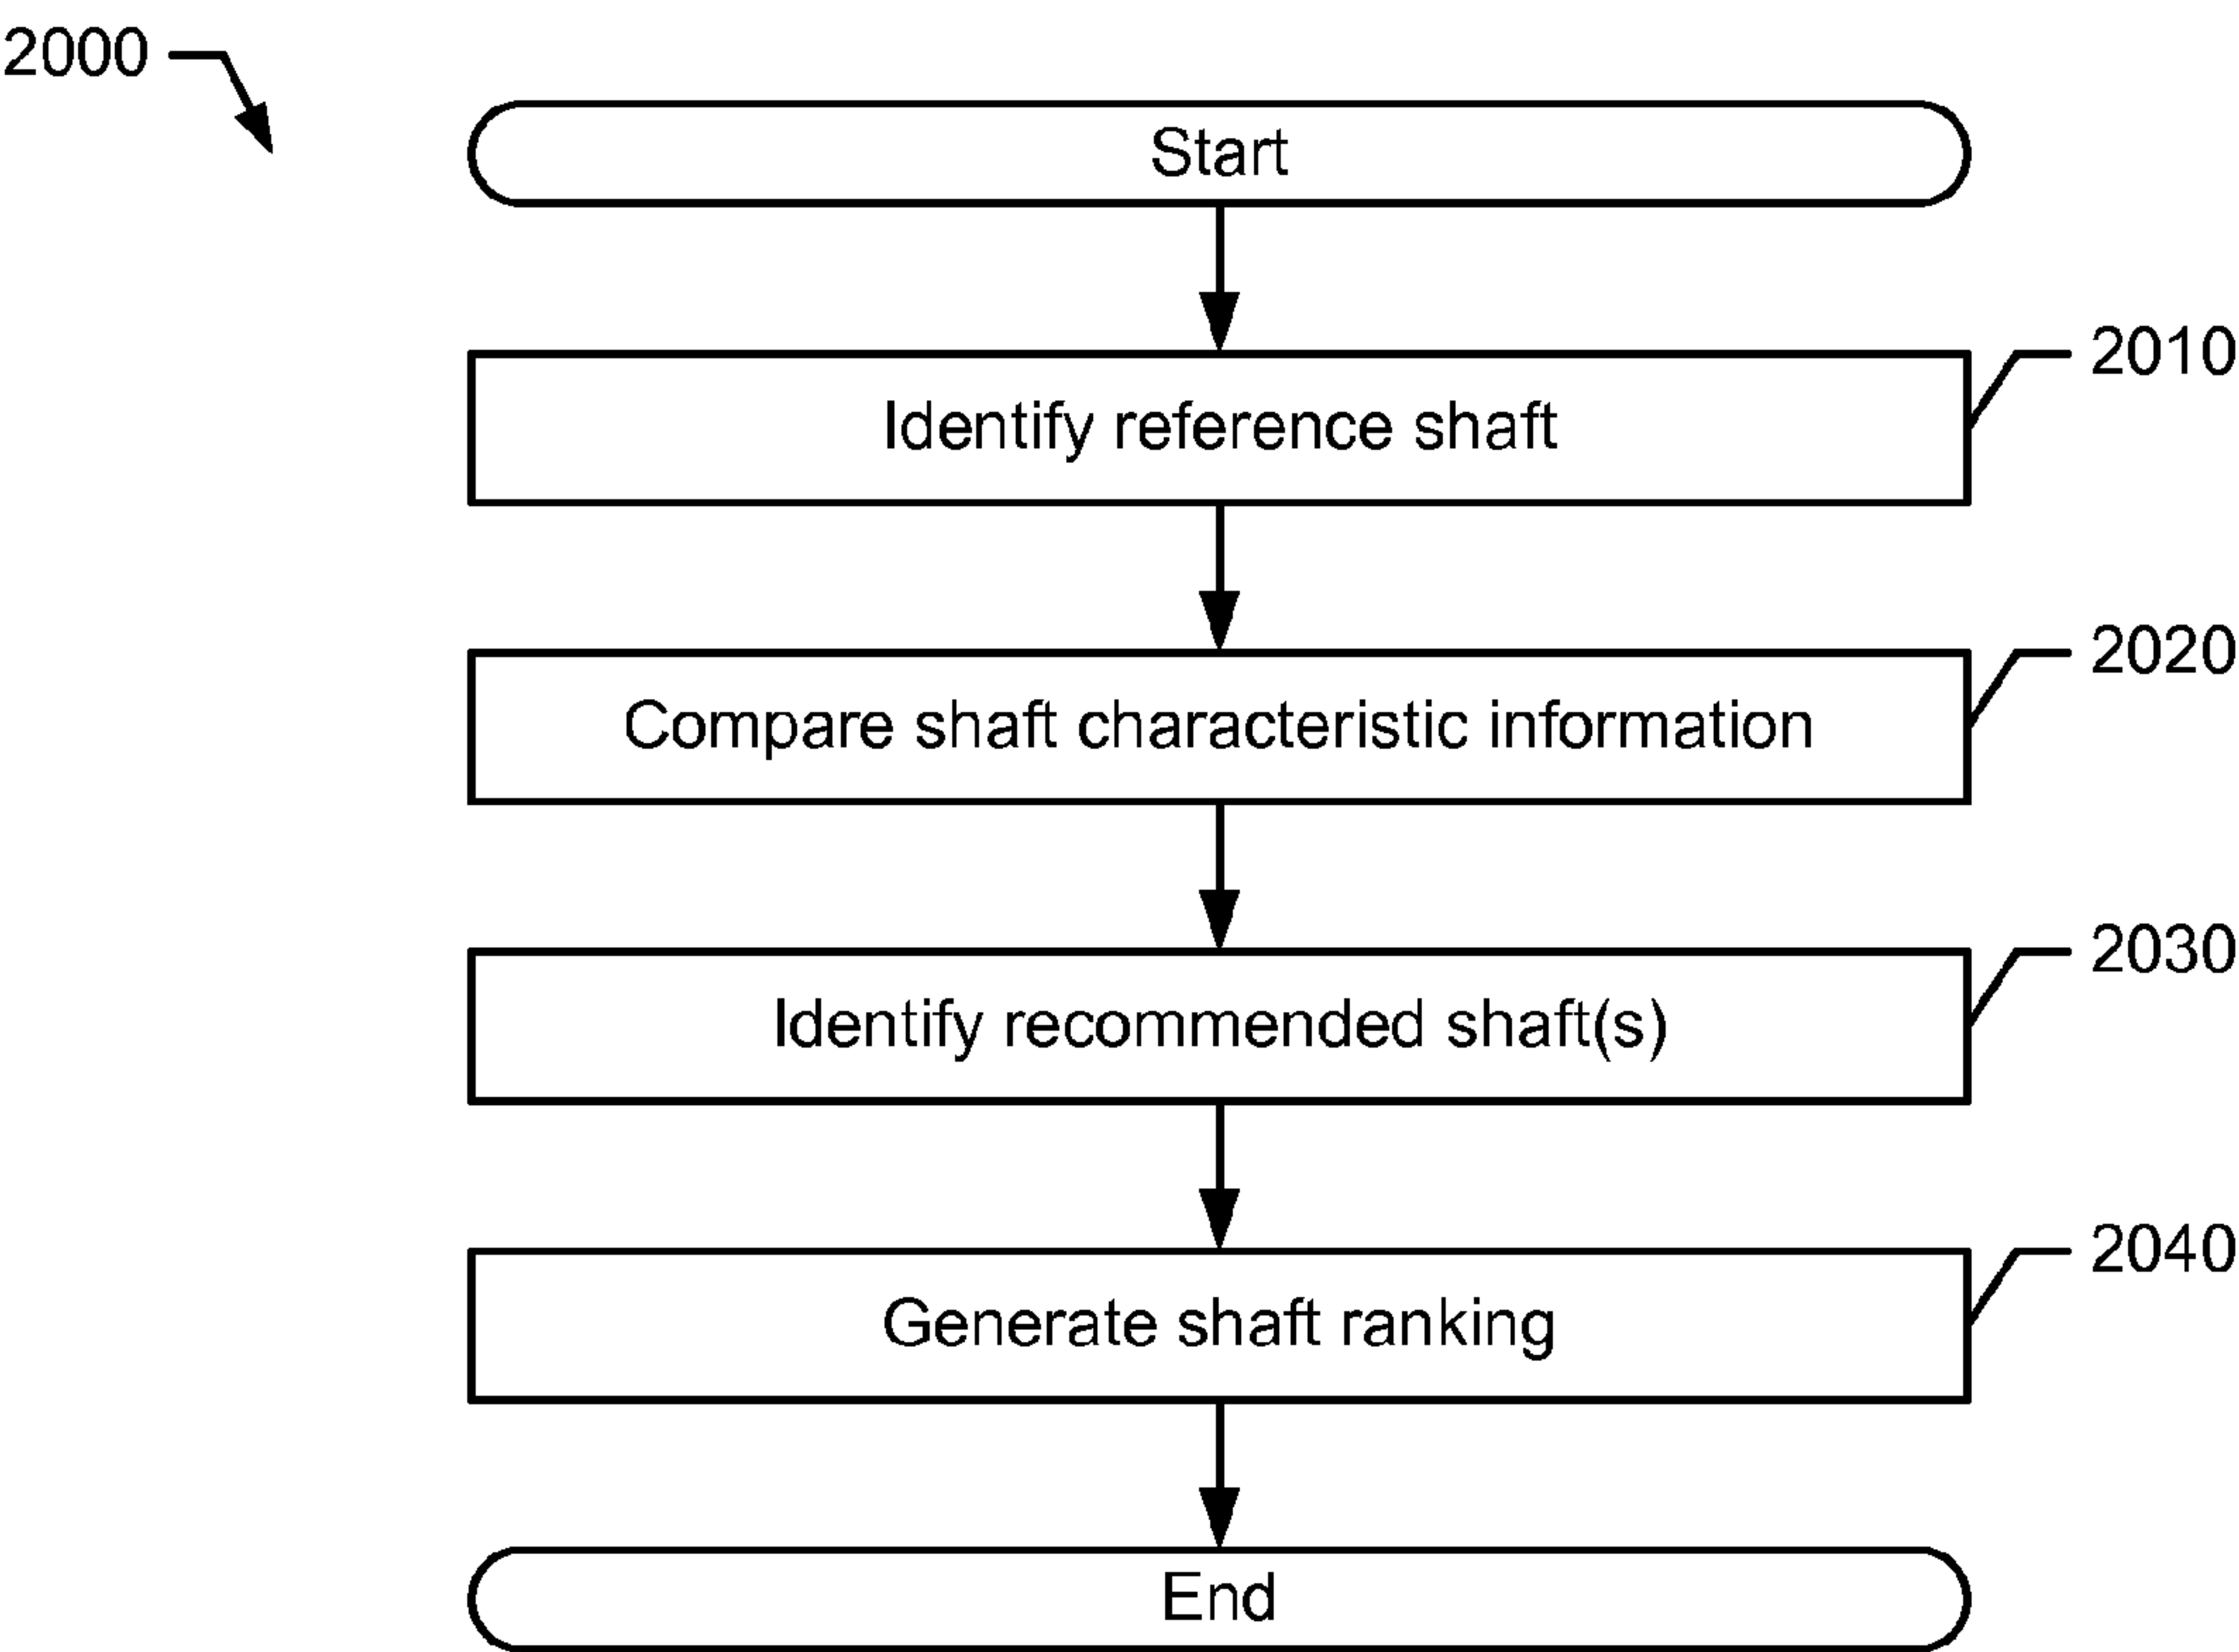 2000
Start
2010
Identify reference shaft
2020
Compare shaft characteristic information
2030
Identify recommended shaft(s)
2040
Generate shaft ranking
End